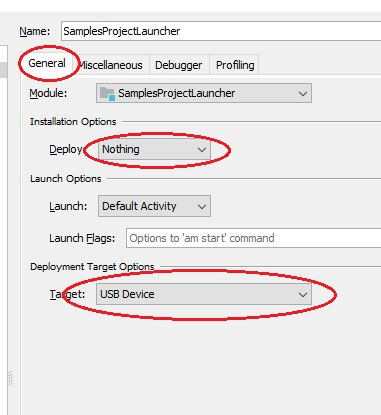 Name: SamplesProjectLauncher
General Miscellaneous Debugger Profiling
Module: SamplesProjectLauncher
Installation Options
Deploy Nothing
Launch Options
Launch: Default Activity
Launch Flags: Options to 'am start' command
Deployment Target Options
Target: USB Device